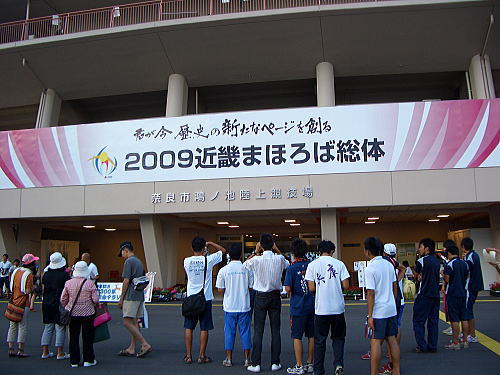 君が今、歴史の新たなページを創る
2009近畿まほろば総体
奈良市鴻ノ池陸上競技場
兵庫